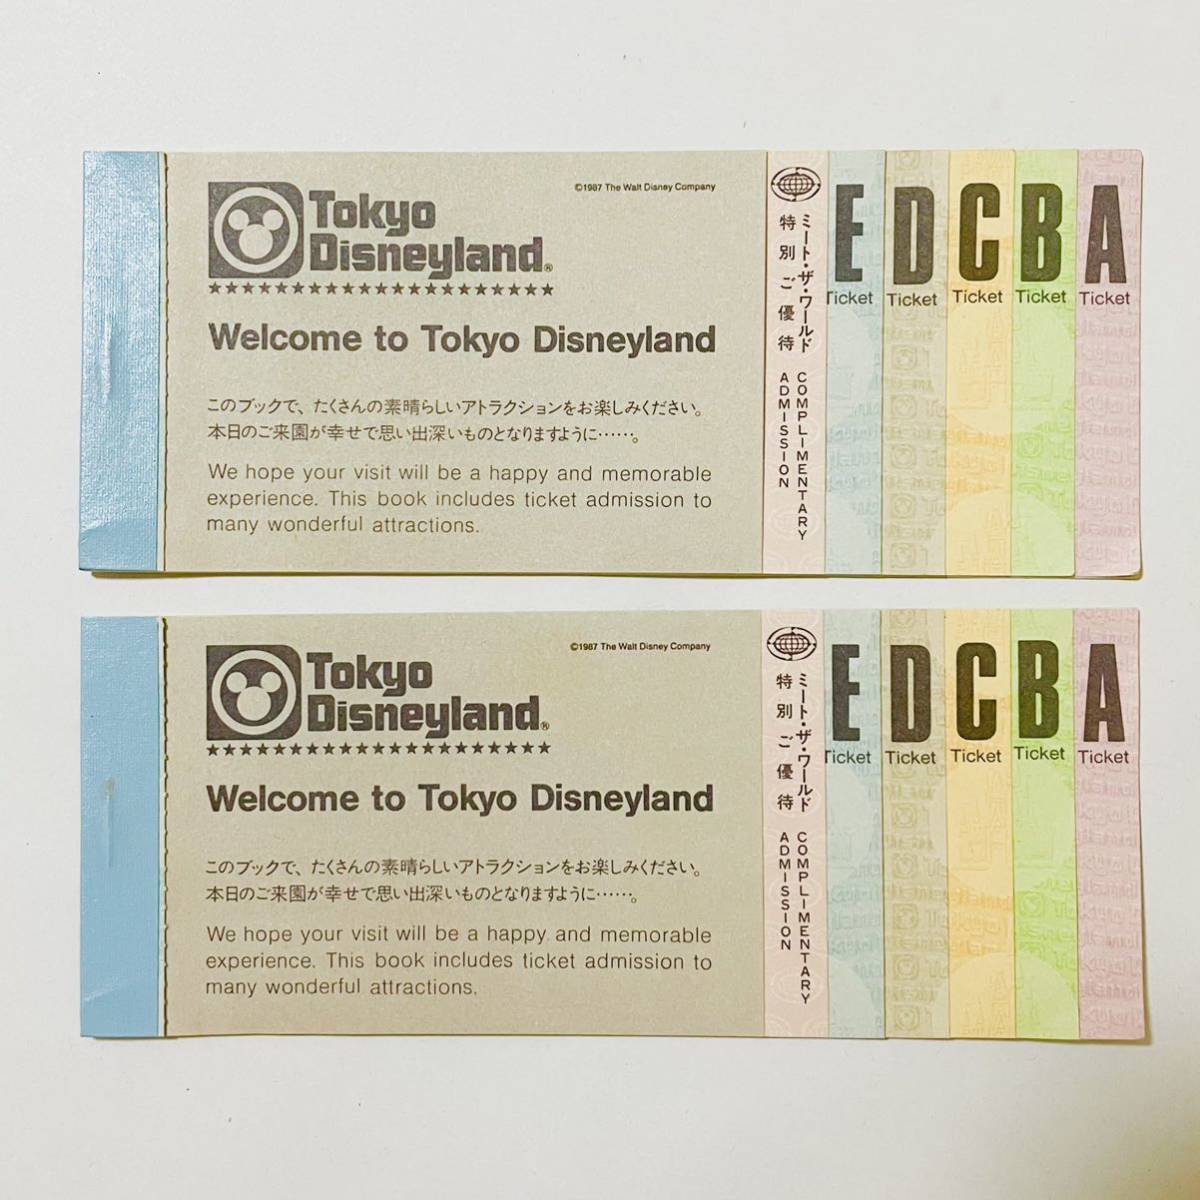 ©1987 The Walt Disney Company
Tokyo
Disneyland®
★★★★★★★★★★★★★★★★★★★★★
Welcome to Tokyo Disneyland
このブックで、たくさんの素晴らしいアトラクションをお楽しみください。
本日のご来園が幸せで思い出深いものとなりますように……。
We hope your visit will be a happy and memorable
experience. This book includes ticket admission to
many wonderful attractions.
ミート・ザ・ワールド
特別ご優待
COMPLIMENTARY
ADMISSION
E
Ticket
D
Ticket
C
Ticket
B
Ticket
A
Ticket
©1987 The Walt Disney Company
Tokyo
Disneyland®
★★★★★★★★★★★★★★★★★★★★★
Welcome to Tokyo Disneyland
このブックで、たくさんの素晴らしいアトラクションをお楽しみください。
本日のご来園が幸せで思い出深いものとなりますように……。
We hope your visit will be a happy and memorable
experience. This book includes ticket admission to
many wonderful attractions.
ミート・ザ・ワールド
特別ご優待
COMPLIMENTARY
ADMISSION
E
Ticket
D
Ticket
C
Ticket
B
Ticket
A
Ticket